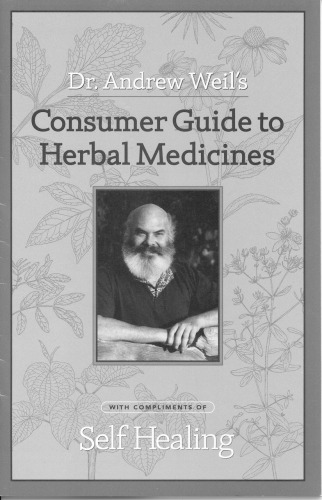 Dr. Andrew Weil's
Consumer Guide to
Herbal Medicines
WITH COMPLIMENTS OF
Self Healing